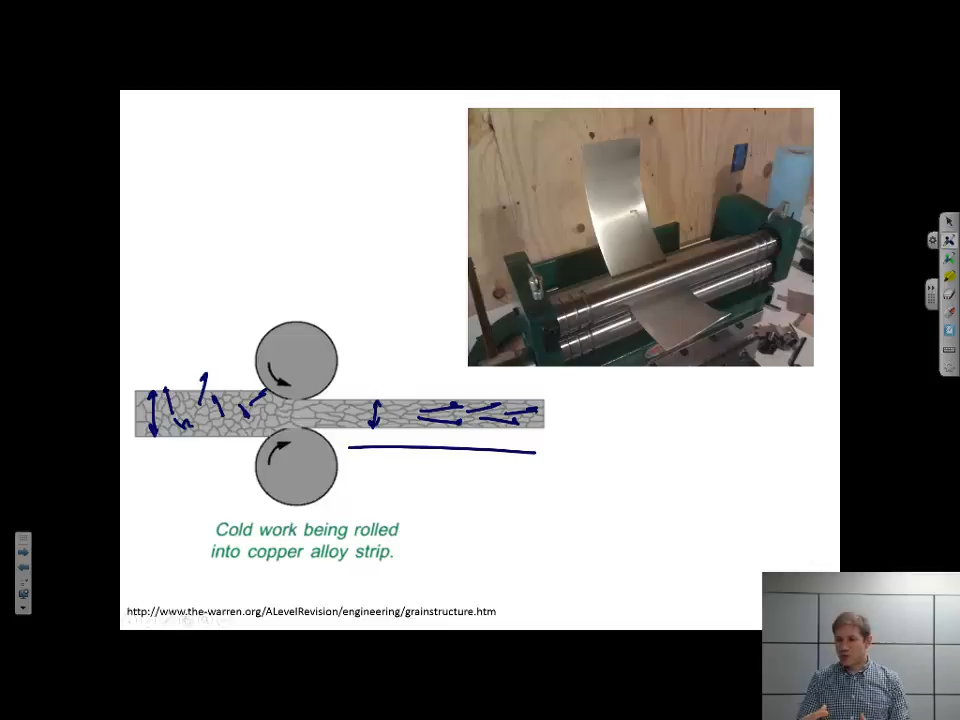 Cold work being rolled
into copper alloy strip.
http://www.the-warren.org/ALevelRevision/engineering/grainstructure.htm